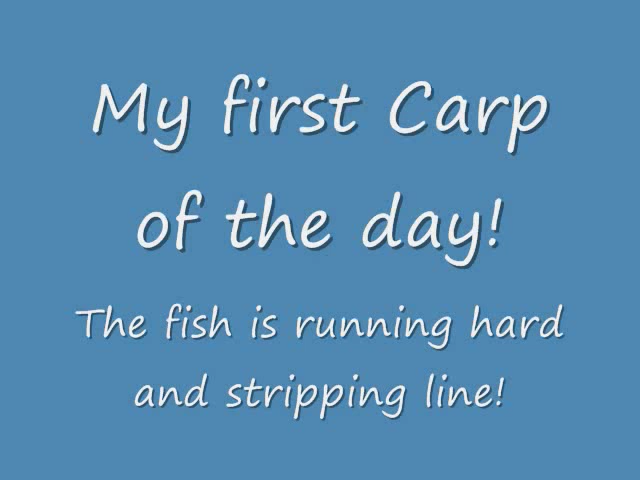 My first Carp
of the day!
The fish is running hard
and stripping line!